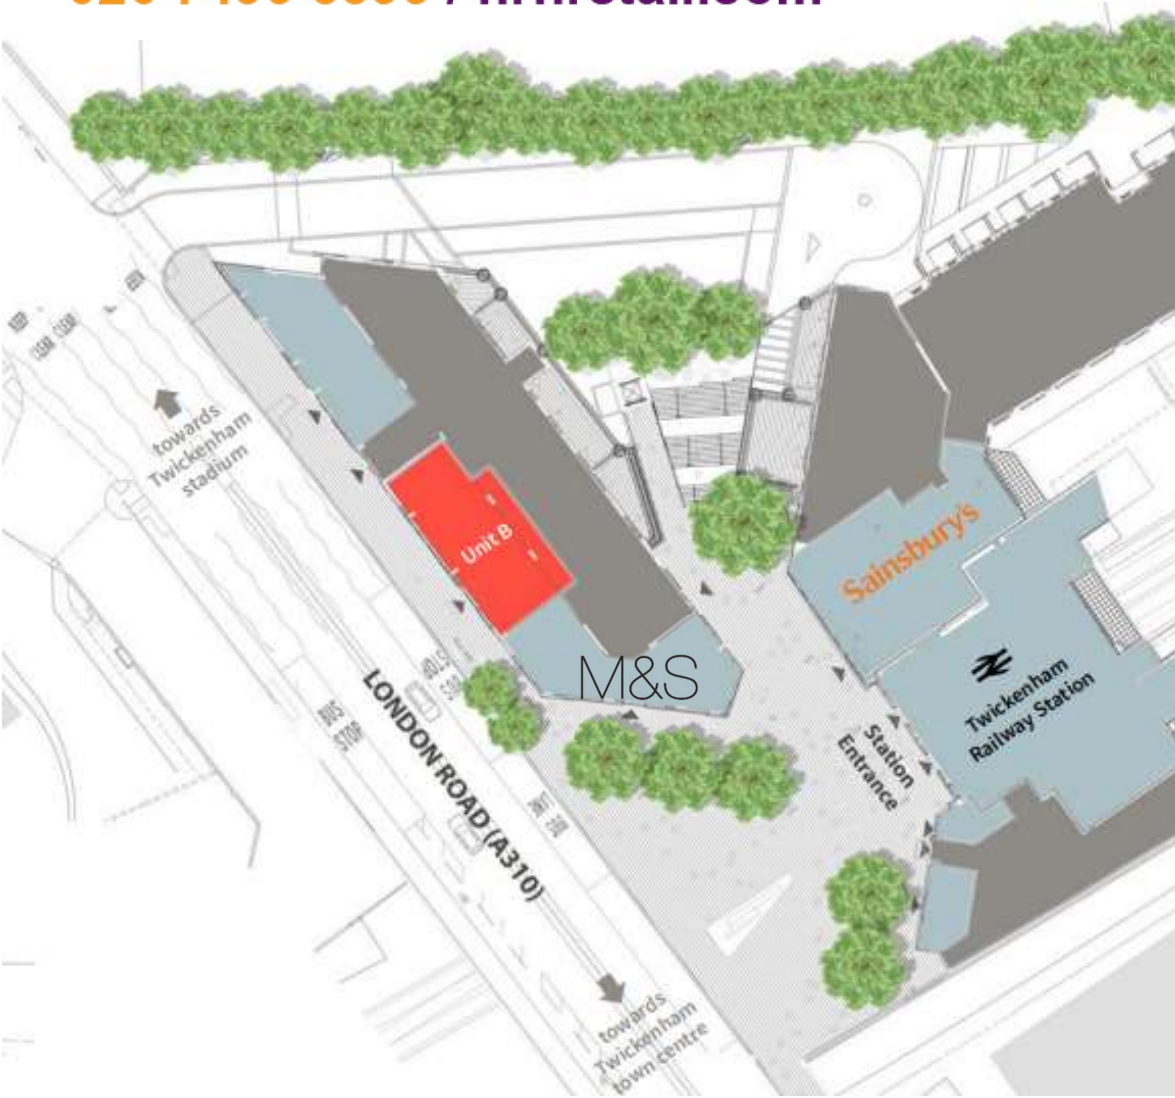 towards
Twickenham
stadium
Unit B
Sainsbury's
M&S
Twickenham
Railway Station
Station
Entrance
BUS
STOP
LONDON ROAD (A310)
towards
Twickenham
town centre